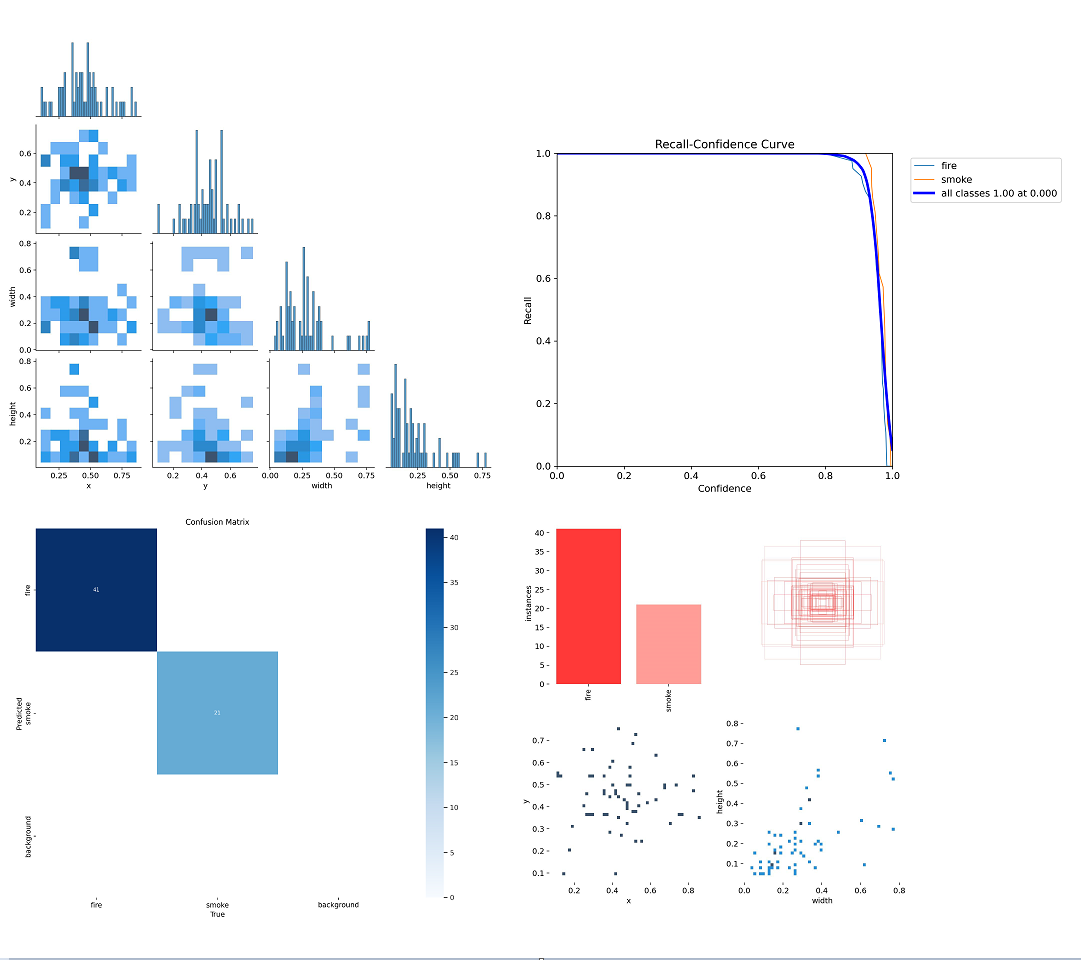 0.6
y
0.4
0.2
0.8
0.6
width
0.4
0.2
0.0
0.8
0.6
height
0.4
0.2
0.25 0.50 0.75 0.2 0.4 0.6 0.00 0.25 0.50 0.75 0.25 0.50 0.75
x y width height
Recall-Confidence Curve
1.0
0.8
0.6
Recall
0.4
0.2
0.0
0.0 0.2 0.4 0.6 0.8 1.0
Confidence
fire
smoke
all classes 1.00 at 0.000
Confusion Matrix
fire
41
Predicted
smoke
21
background
fire smoke background
True
40
35
30
25
20
15
10
5
0
40
35
30
25
instances
20
15
10
5
0
fire smoke
0.7
0.6
0.5
y
0.4
0.3
0.2
0.1
0.2 0.4 0.6 0.8
x
0.8
0.7
0.6
0.5
height
0.4
0.3
0.2
0.1
0.0 0.2 0.4 0.6 0.8
width